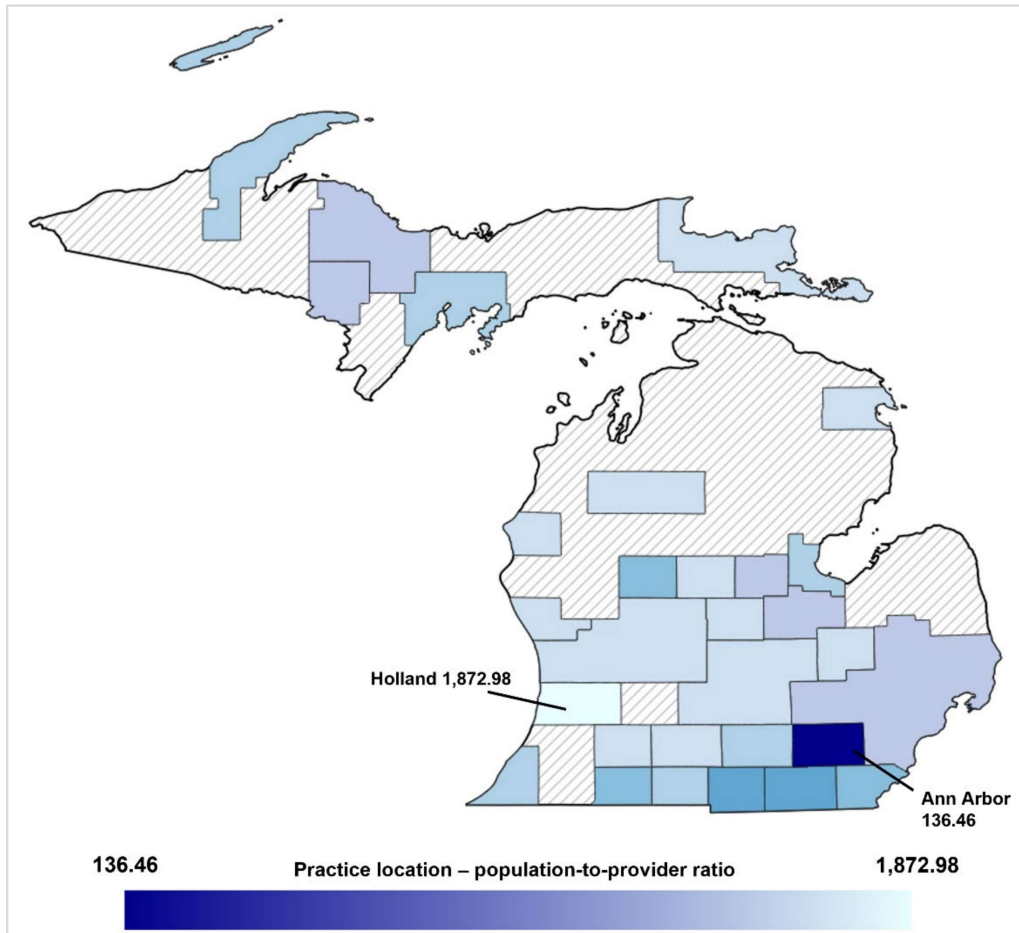 Holland 1,872.98
Ann Arbor
136.46
136.46
Practice location – population-to-provider ratio
1,872.98